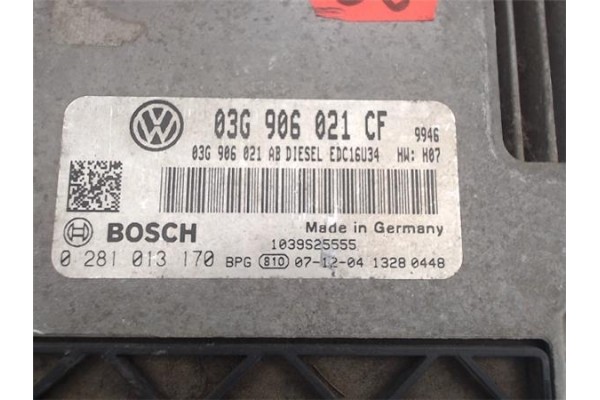 03G 906 021 CF 9946
03G 906 021 AB DIESEL EDC16U34 HW: H07
Made in Germany
BOSCH
1039S25555
0 281 013 170 BPG 810 07-12-04 1328 0448